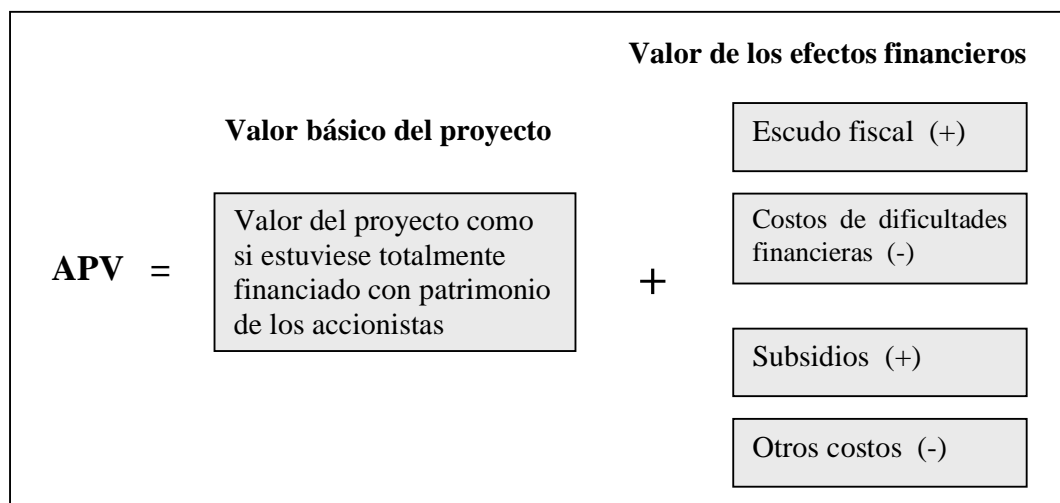 Valor de los efectos financieros
Valor básico del proyecto
APV =
Valor del proyecto como
si estuviese totalmente
financiado con patrimonio
de los accionistas
+
Escudo fiscal (+)
Costos de dificultades
financieras (-)
Subsidios (+)
Otros costos (-)